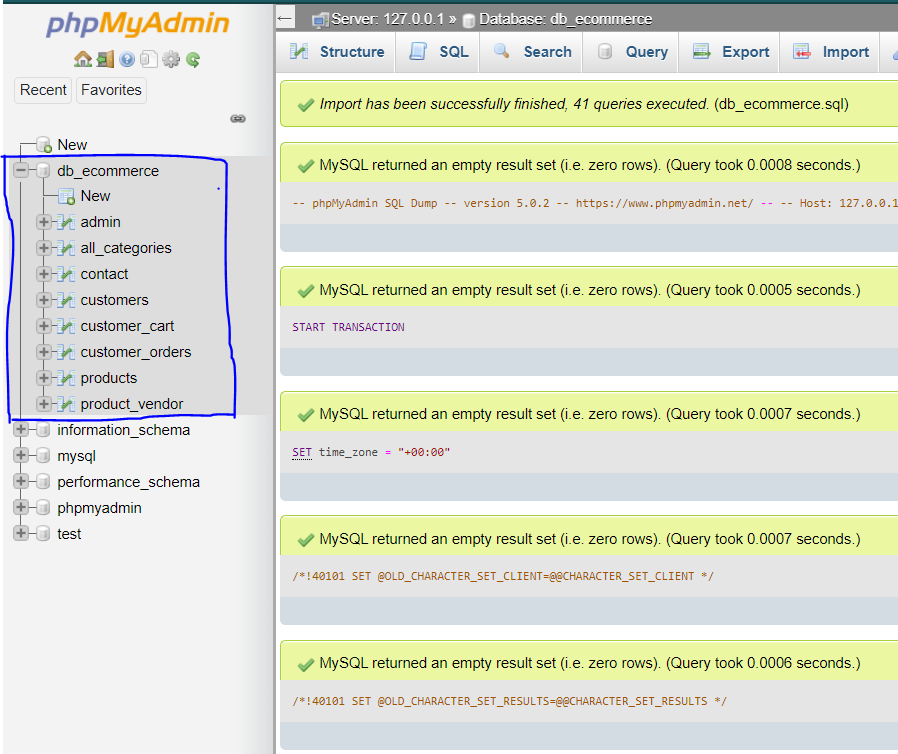 phpMyAdmin
Recent Favorites
New
db_ecommerce
New
admin
all_categories
contact
customers
customer_cart
customer_orders
products
product_vendor
information_schema
mysql
performance_schema
phpmyadmin
test
Server: 127.0.0.1 » Database: db_ecommerce
Structure SQL Search Query Export Import
Import has been successfully finished, 41 queries executed. (db_ecommerce.sql)
MySQL returned an empty result set (i.e. zero rows). (Query took 0.0008 seconds.)
-- phpMyAdmin SQL Dump -- version 5.0.2 -- https://www.phpmyadmin.net/ -- -- Host: 127.0.0.1
MySQL returned an empty result set (i.e. zero rows). (Query took 0.0005 seconds.)
START TRANSACTION
MySQL returned an empty result set (i.e. zero rows). (Query took 0.0007 seconds.)
SET time_zone = "+00:00"
MySQL returned an empty result set (i.e. zero rows). (Query took 0.0007 seconds.)
/*!40101 SET @OLD_CHARACTER_SET_CLIENT=@@CHARACTER_SET_CLIENT */
MySQL returned an empty result set (i.e. zero rows). (Query took 0.0006 seconds.)
/*!40101 SET @OLD_CHARACTER_SET_RESULTS=@@CHARACTER_SET_RESULTS */